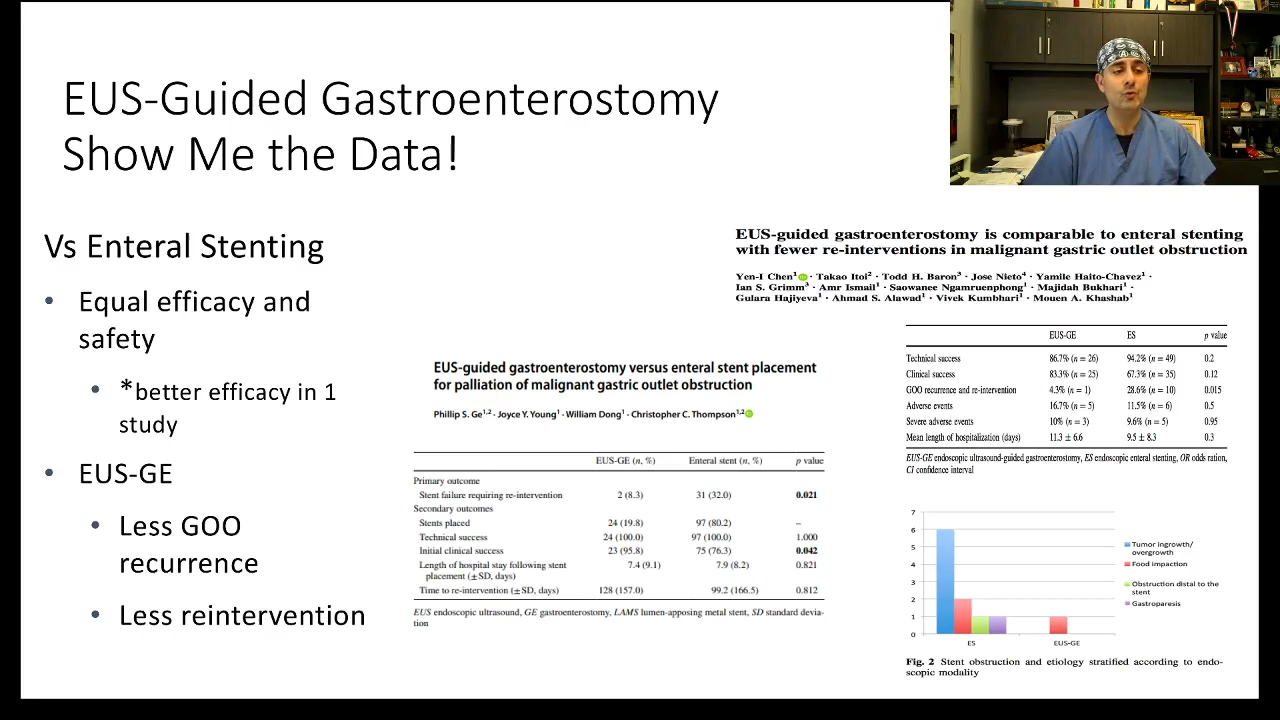 EUS-Guided Gastroenterostomy
Show Me the Data!
Vs Enteral Stenting
• Equal efficacy and
safety
• *better efficacy in 1
study
• EUS-GE
• Less GOO
recurrence
• Less reintervention
EUS-guided gastroenterostomy versus enteral stent placement
for palliation of malignant gastric outlet obstruction
Phillip S. Ge1,2 · Joyce Y. Young1 · William Dong1 · Christopher C. Thompson1,2
EUS-GE (n, %) Enteral stent (n, %) p value
Primary outcome
Stent failure requiring re-intervention 2 (8.3) 31 (32.0) 0.021
Secondary outcomes
Stents placed 24 (19.8) 97 (80.2) –
Technical success 24 (100.0) 97 (100.0) 1.000
Initial clinical success 23 (95.8) 75 (76.3) 0.042
Length of hospital stay following stent 7.4 (9.1) 7.9 (8.2) 0.821
placement (±SD, days)
Time to re-intervention (±SD, days) 128 (157.0) 99.2 (166.5) 0.812
EUS endoscopic ultrasound, GE gastroenterostomy, LAMS lumen-apposing metal stent, SD standard devia-
tion
EUS-guided gastroenterostomy is comparable to enteral stenting
with fewer re-interventions in malignant gastric outlet obstruction
Yen-I Chen1 · Takao Itoi2 · Todd H. Baron3 · Jose Nieto4 · Yamile Haito-Chavez1 ·
Ian S. Grimm3 · Amr Ismail1 · Saowanee Ngamruengphong1 · Majidah Bukhari1 ·
Gulara Hajiyeva1 · Ahmad S. Alawad1 · Vivek Kumbhari1 · Mouen A. Khashab1
EUS-GE ES p value
Technical success 86.7% (n = 26) 94.2% (n = 49) 0.2
Clinical success 83.3% (n = 25) 67.3% (n = 35) 0.12
GOO recurrence and re-intervention 4.3% (n = 1) 28.6% (n = 10) 0.015
Adverse events 16.7% (n = 5) 11.5% (n = 6) 0.5
Severe adverse events 10% (n = 3) 9.6% (n = 5) 0.95
Mean length of hospitalization (days) 11.3 ± 6.6 9.5 ± 8.3 0.3
EUS-GE endoscopic ultrasound-guided gastroenterostomy, ES endoscopic enteral stenting, OR odds ration,
CI confidence interval
7
6
5
4
3
2
1
0
ES EUS-GE
Tumor ingrowth/
overgrowth
Food impaction
Obstruction distal to the
stent
Gastroparesis
Fig. 2 Stent obstruction and etiology stratified according to endo-
scopic modality